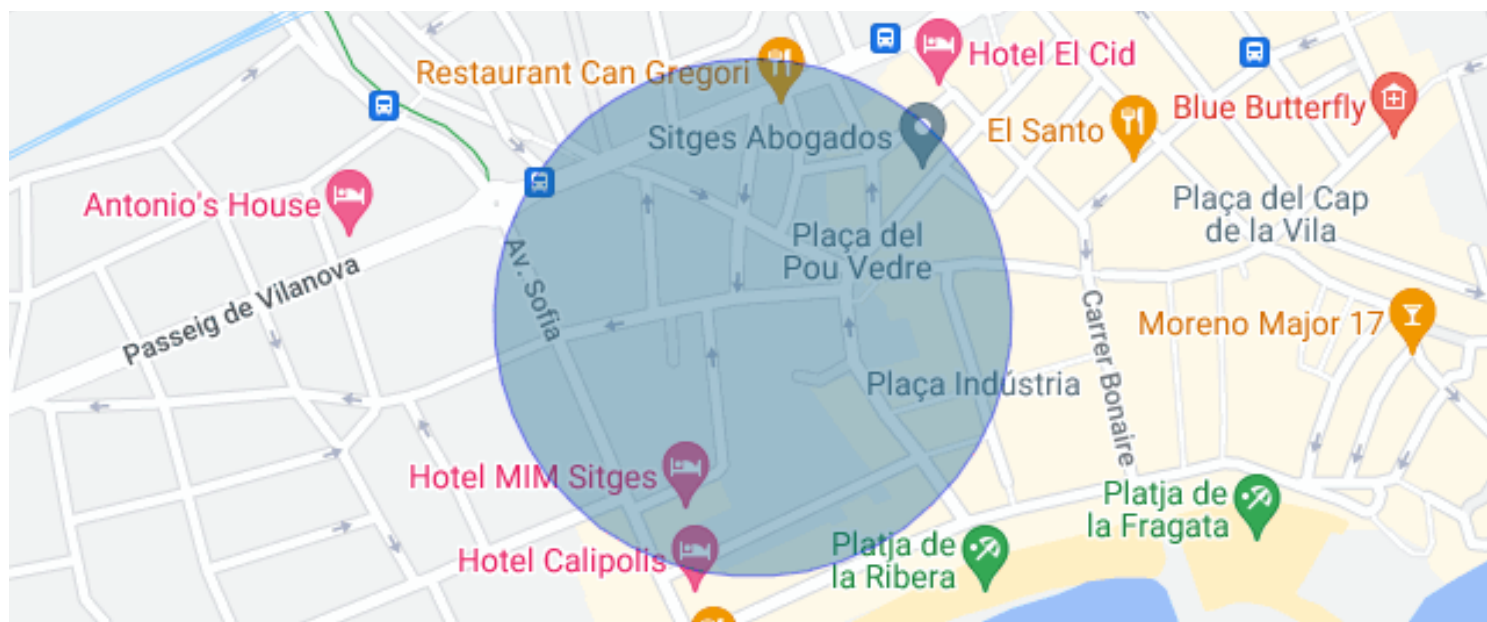 Restaurant Can Gregori
Hotel El Cid
Sitges Abogados
El Santo
Blue Butterfly
Antonio's House
Plaça del Cap
de la Vila
Plaça del
Pou Vedre
Av. Sofia
Passeig de Vilanova
Carrer Bonaire
Moreno Major 17
Plaça Indústria
Hotel MIM Sitges
Platja de
la Fragata
Hotel Calipolis
Platja de
la Ribera